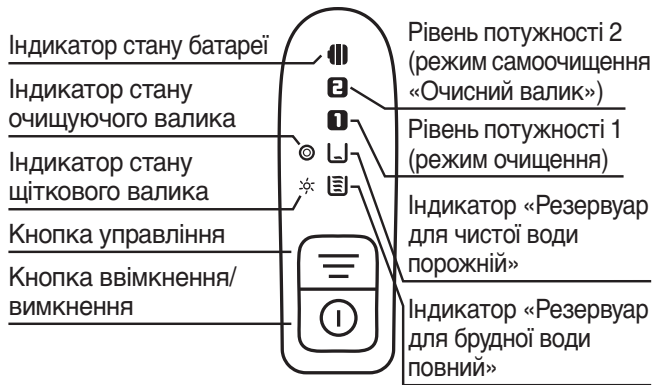 Індикатор стану батареї
Індикатор стану
очищуючого валика
Індикатор стану
щіткового валика
Кнопка управління
Кнопка ввімкнення/
вимкнення
2
1
Рівень потужності 2
(режим самоочищення
«Очисний валик»)
Рівень потужності 1
(режим очищення)
Індикатор «Резервуар
для чистої води
порожній»
Індикатор «Резервуар
для брудної води
повний»